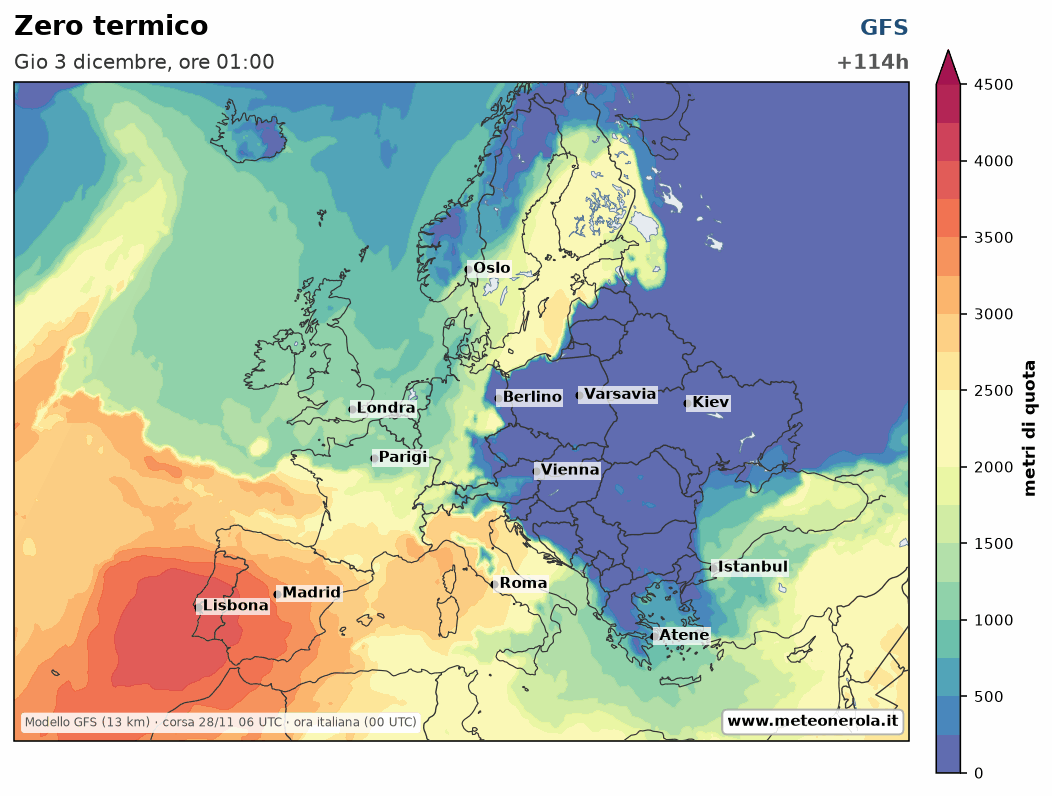 Zero termico
GFS
Gio 3 dicembre, ore 01:00
+114h
4500
4000
3500
3000
2500
2000
1500
1000
500
0
metri di quota
Oslo
Berlino
Varsavia
Kiev
Londra
Parigi
Vienna
Istanbul
Roma
Madrid
Lisbona
Atene
Modello GFS (13 km) · corsa 28/11 06 UTC · ora italiana (00 UTC)
www.meteonerola.it